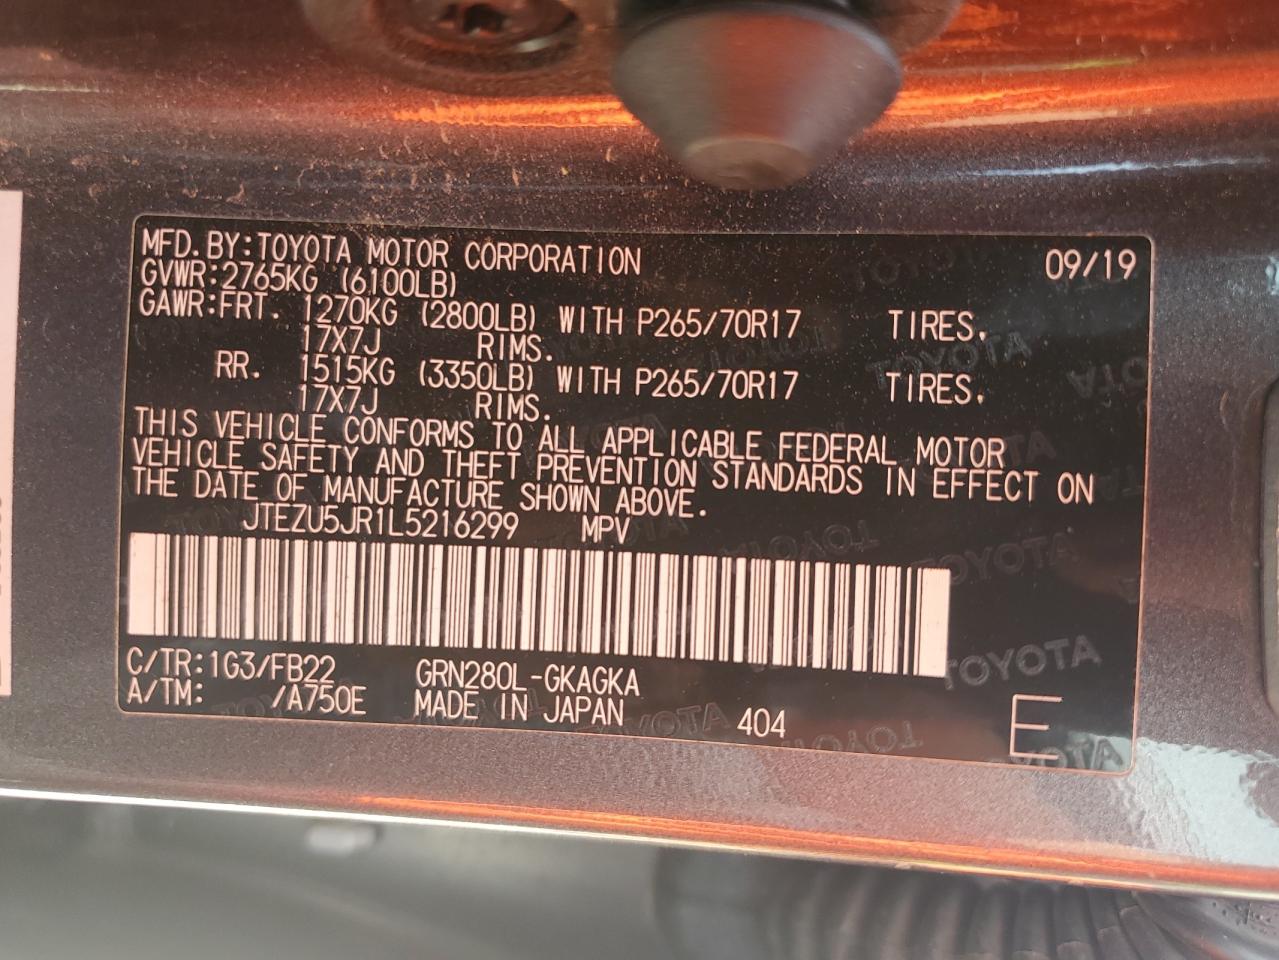 MFD.BY:TOYOTA MOTOR CORPORATION 09/19
GVWR:2765KG (6100LB)
GAWR:FRT. 1270KG (2800LB) WITH P265/70R17 TIRES,
17X7J RIMS.
RR. 1515KG (3350LB) WITH P265/70R17 TIRES,
17X7J RIMS.
THIS VEHICLE CONFORMS TO ALL APPLICABLE FEDERAL MOTOR
VEHICLE SAFETY AND THEFT PREVENTION STANDARDS IN EFFECT ON
THE DATE OF MANUFACTURE SHOWN ABOVE.
JTEZU5JR1L5216299 MPV
C/TR:1G3/FB22 GRN280L-GKAGKA
A/TM: /A750E MADE IN JAPAN 404 E
TOYOTA